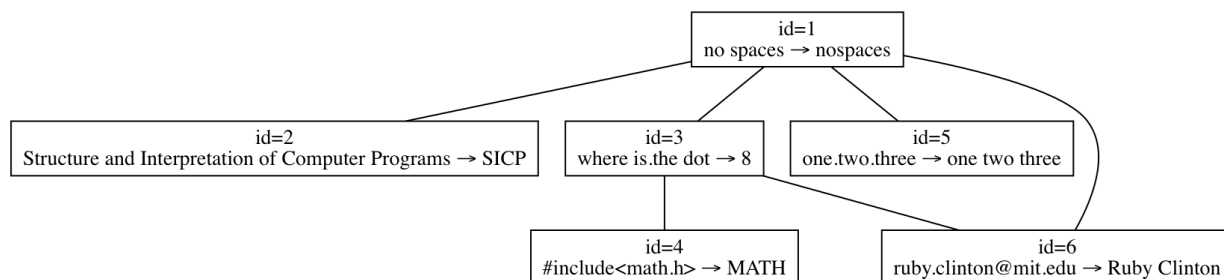 id=1
no spaces → nospaces
id=2
Structure and Interpretation of Computer Programs → SICP
id=3
where is.the dot → 8
id=5
one.two.three → one two three
id=4
#include<math.h> → MATH
id=6
ruby.clinton@mit.edu → Ruby Clinton